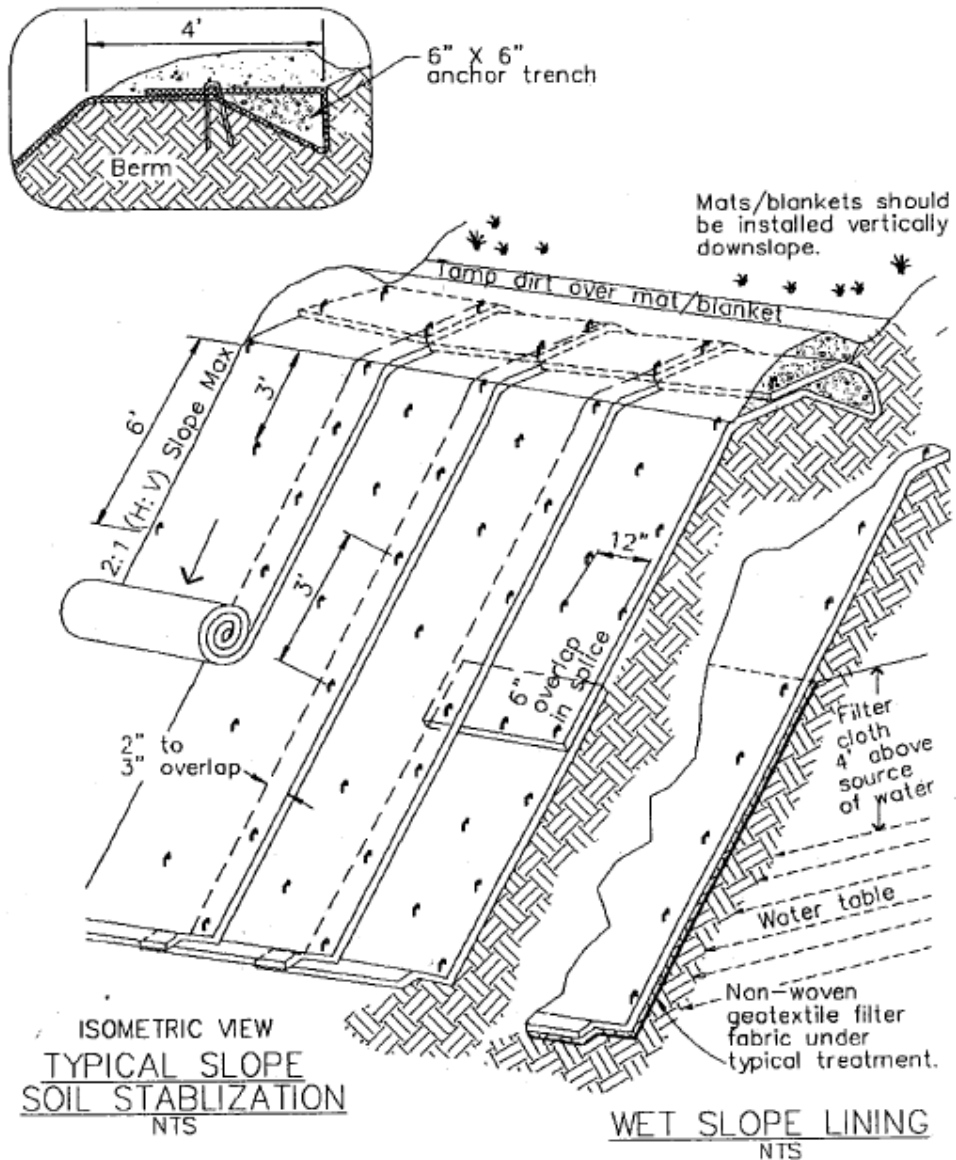 4'
6" X 6"
anchor trench
Berm
Mats/blankets should
be installed vertically
downslope.
Tamp dirt over mat/blanket
6'
3'
2:1 (H:V) Slope Max
12"
3'
6" overlap
in splice
2" to
3" overlap
Filter
cloth
4' above
source
of water
Water table
Non-woven
geotextile filter
fabric under
typical treatment.
ISOMETRIC VIEW
TYPICAL SLOPE
SOIL STABLIZATION
NTS
WET SLOPE LINING
NTS